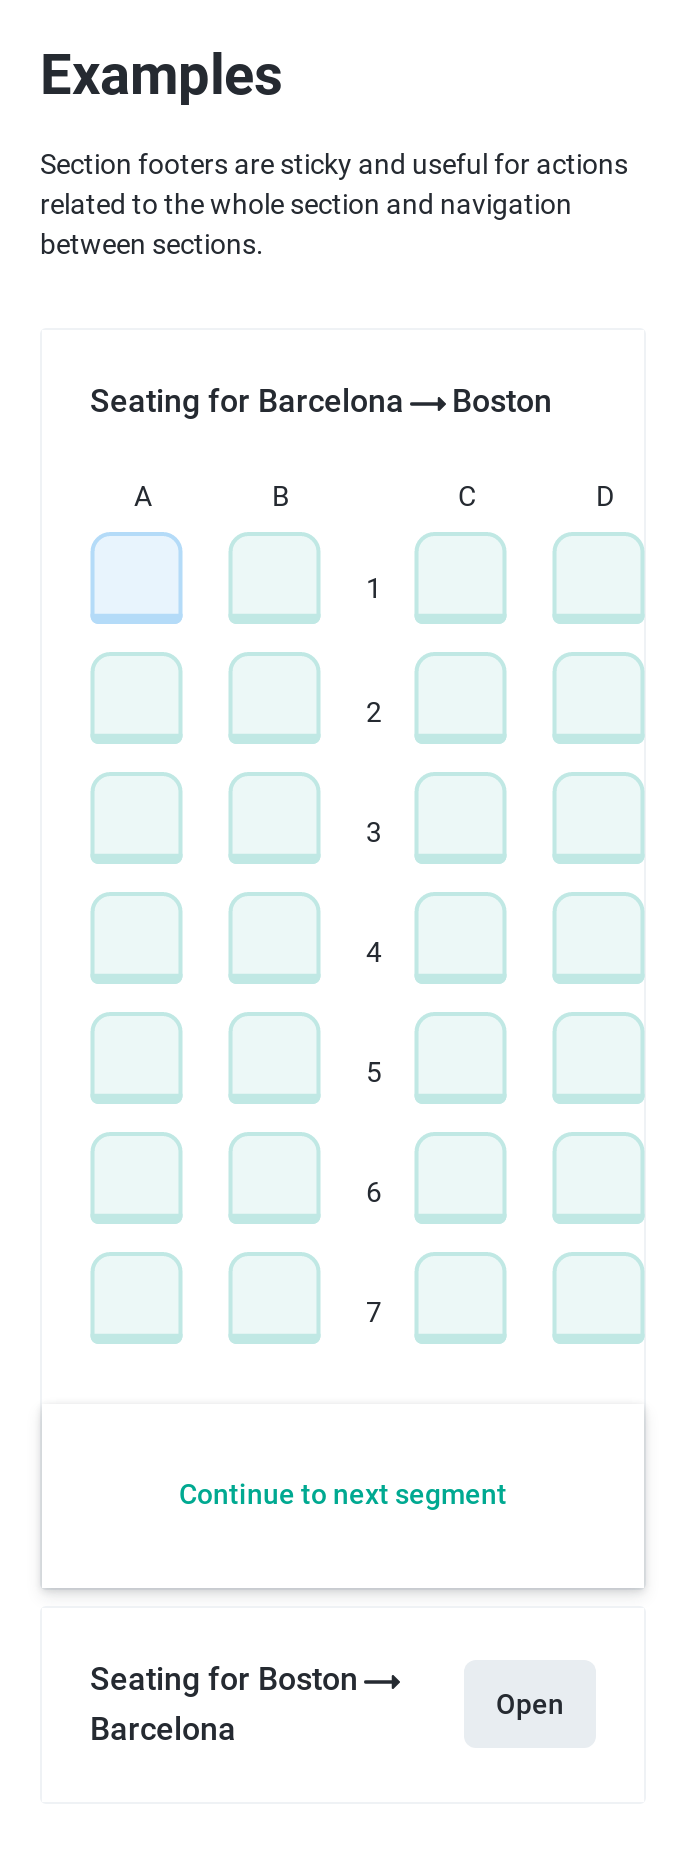 Examples
Section footers are sticky and useful for actions
related to the whole section and navigation
between sections.
Seating for Barcelona → Boston
A B C D
1
2
3
4
5
6
7
Continue to next segment
Seating for Boston →
Barcelona
Open